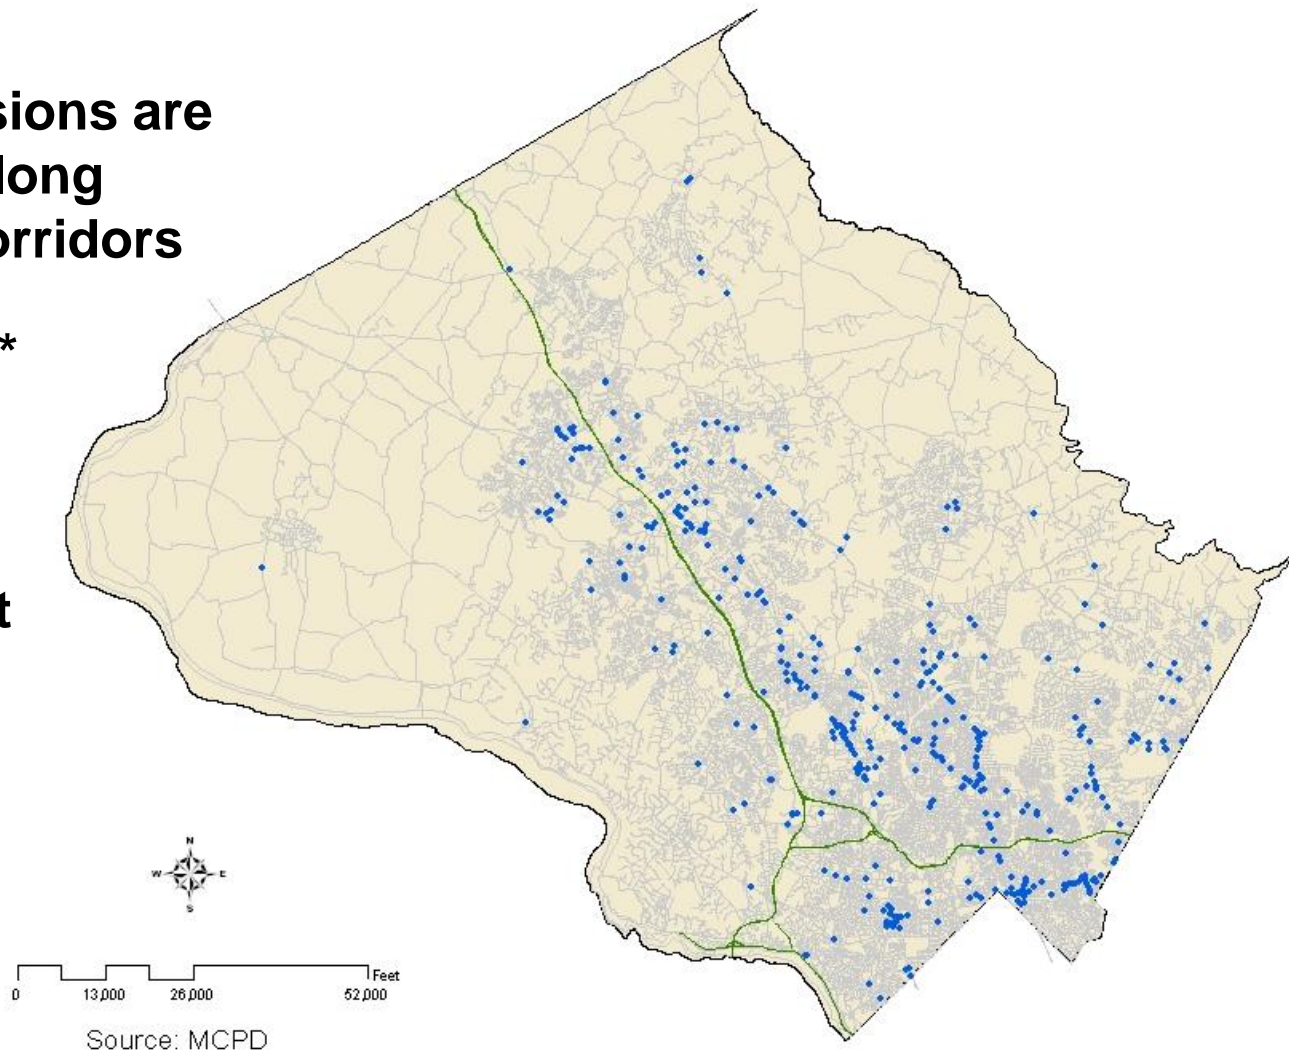 sions are
long
orridors
*
t
N
W E
S
Feet
0 13,000 26,000 52,000
Source: MCPD